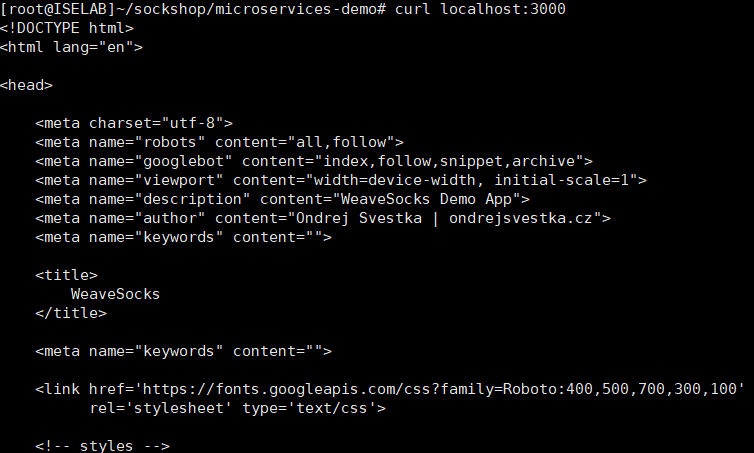 [root@ISELAB]~/sockshop/microservices-demo# curl localhost:3000
<!DOCTYPE html>
<html lang="en">

<head>

    <meta charset="utf-8">
    <meta name="robots" content="all,follow">
    <meta name="googlebot" content="index,follow,snippet,archive">
    <meta name="viewport" content="width=device-width, initial-scale=1">
    <meta name="description" content="WeaveSocks Demo App">
    <meta name="author" content="Ondrej Svestka | ondrejsvestka.cz">
    <meta name="keywords" content="">

    <title>
        WeaveSocks
    </title>

    <meta name="keywords" content="">

    <link href='https://fonts.googleapis.com/css?family=Roboto:400,500,700,300,100'
          rel='stylesheet' type='text/css'>

    <!-- styles -->